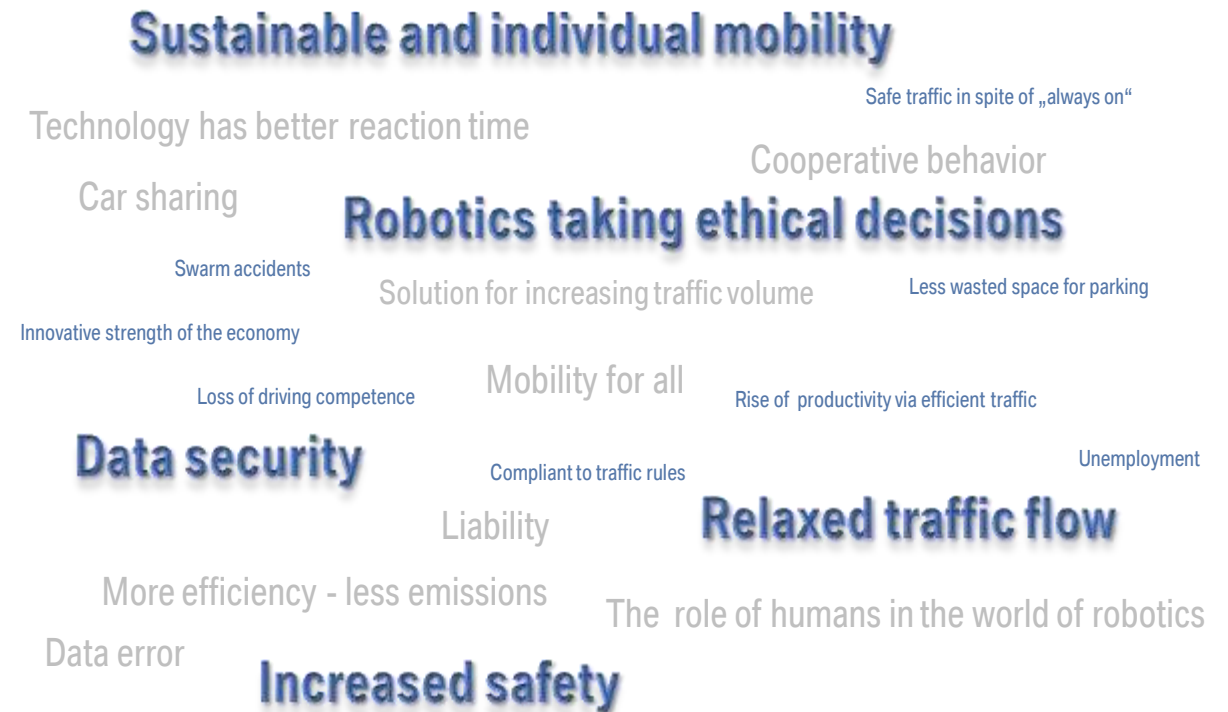 Sustainable and individual mobility
Safe traffic in spite of „always on“
Technology has better reaction time
Cooperative behavior
Car sharing
Robotics taking ethical decisions
Swarm accidents
Solution for increasing traffic volume
Less wasted space for parking
Innovative strength of the economy
Mobility for all
Loss of driving competence
Rise of productivity via efficient traffic
Data security
Compliant to traffic rules
Unemployment
Liability
Relaxed traffic flow
More efficiency - less emissions
The role of humans in the world of robotics
Data error
Increased safety